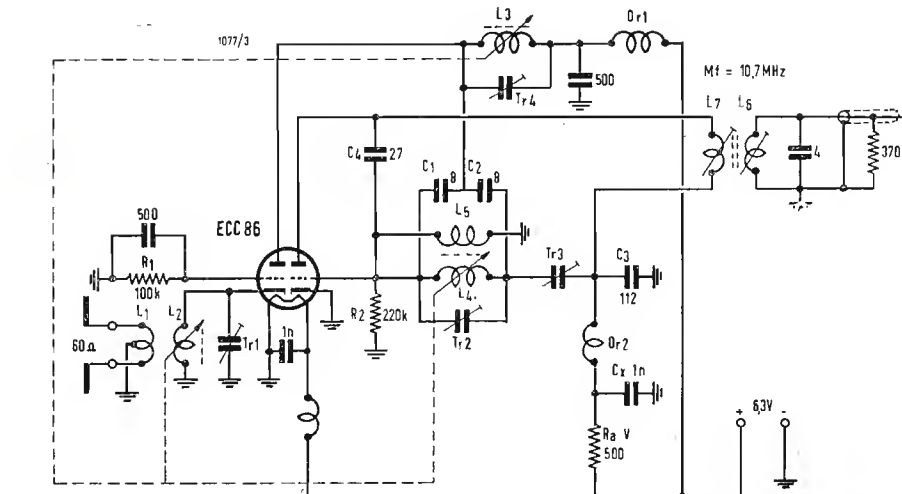 1077/3
L3
Dr1
500
Tr4
Mf = 10,7MHz
L7 L6
4
370
C4 27
C1 8
C2 8
L5
500
ECC 86
R1
100k
L1
L2
60Ω
Tr1
1n
R2 220k
L4
Tr2
Tr3
C3
112
Dr2
Cx 1n
Ra V
500
+ 6,3V -